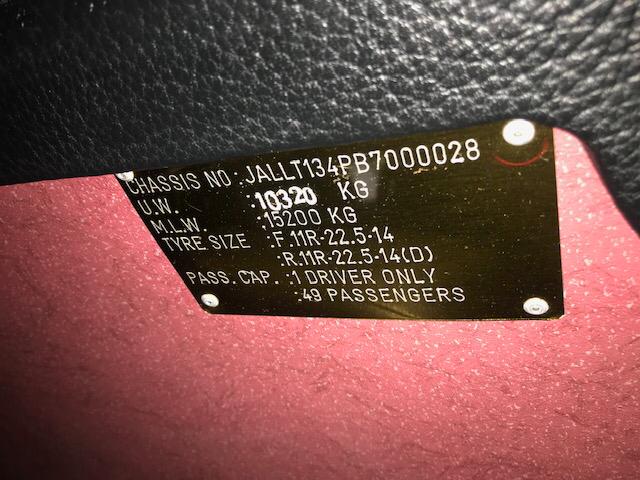 CHASSIS NO :JALLT134PB7000028
U.W. :10320 KG
M.L.W. :15200 KG
TYRE SIZE :F.11R-22.5-14
:R.11R-22.5-14(D)
PASS. CAP. :1 DRIVER ONLY
:49 PASSENGERS